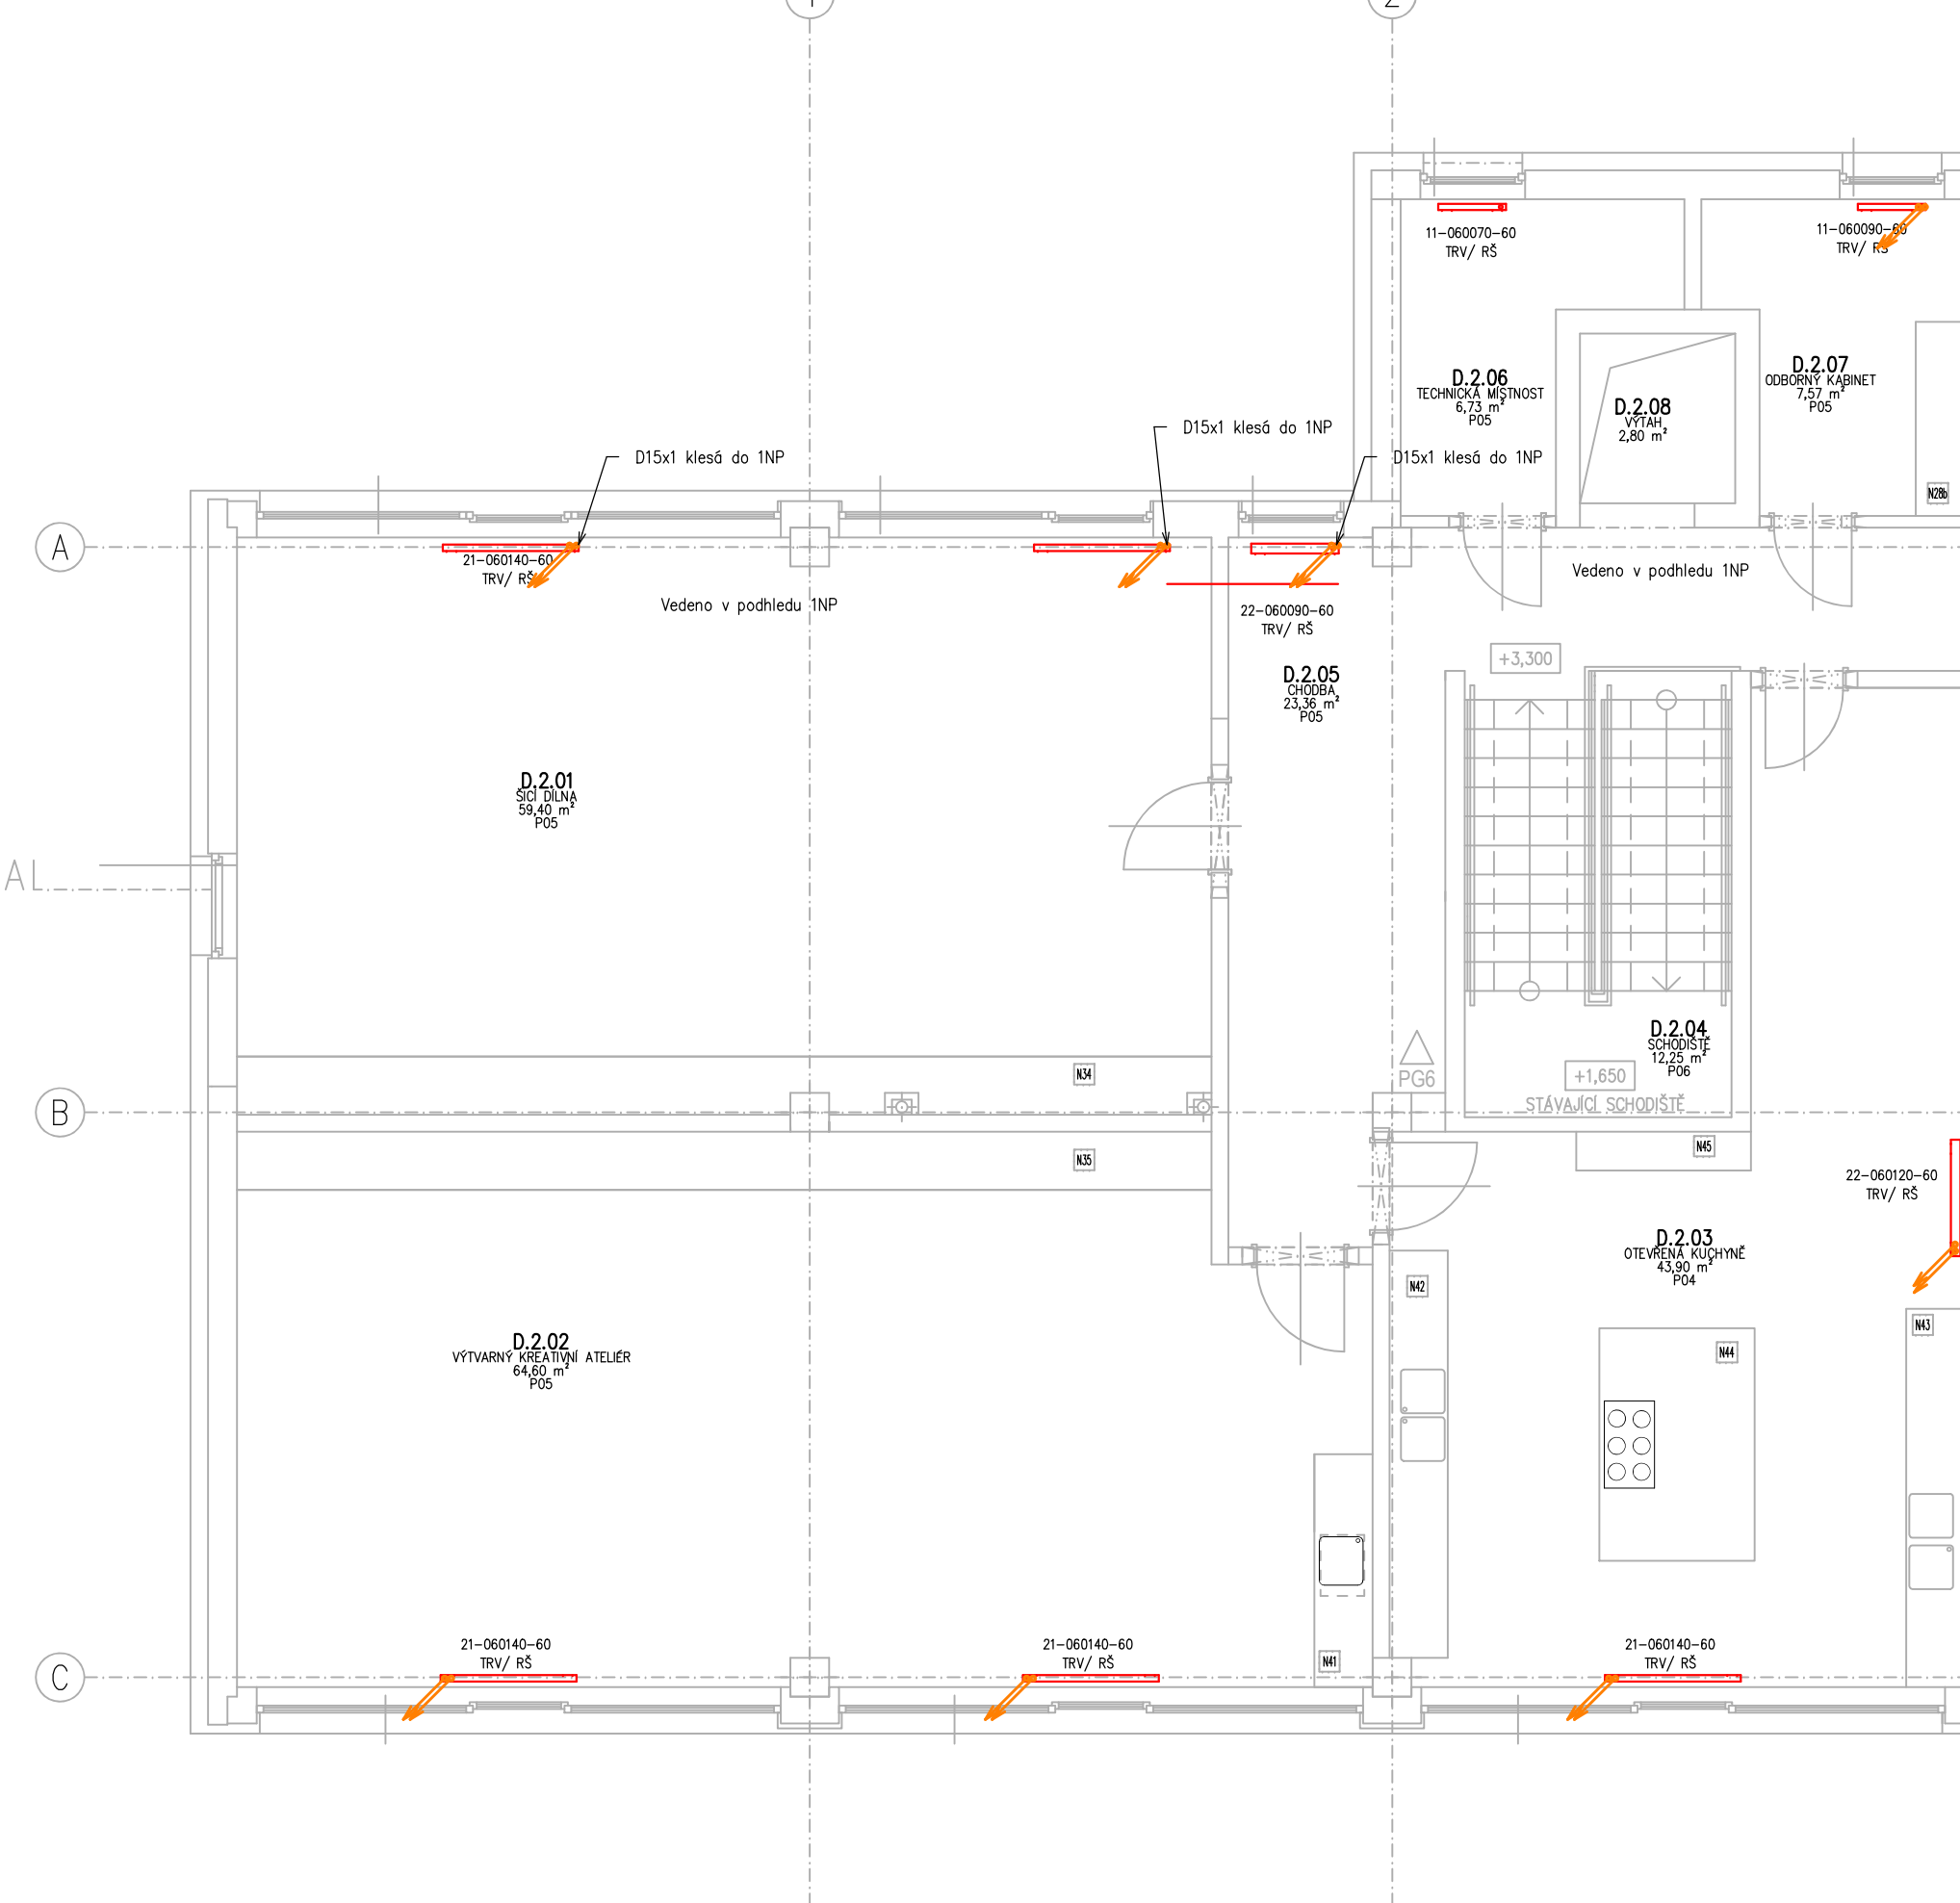 11-060070-60
TRV/ RŠ
11-060090-60
TRV/ RŠ
D.2.06
TECHNICKÁ MÍSTNOST
6,73 m²
P05
D.2.08
VÝTAH
2,80 m²
D.2.07
ODBORNÝ KABINET
7,57 m²
P05
N28b
D15x1 klesá do 1NP
D15x1 klesá do 1NP
D15x1 klesá do 1NP
A
21-060140-60
TRV/ RŠ
Vedeno v podhledu 1NP
22-060090-60
TRV/ RŠ
Vedeno v podhledu 1NP
+3,300
D.2.05
CHODBA
23,36 m²
P05
D.2.01
ŠICÍ DÍLNA
59,40 m²
P05
AL
D.2.04
SCHODIŠTĚ
12,25 m²
P06
+1,650
STÁVAJÍCÍ SCHODIŠTĚ
PG6
N34
B
N35
N45
22-060120-60
TRV/ RŠ
D.2.03
OTEVŘENÁ KUCHYNĚ
43,90 m²
P04
N42
N43
N44
D.2.02
VÝTVARNÝ KREATIVNÍ ATELIÉR
64,60 m²
P05
21-060140-60
TRV/ RŠ
21-060140-60
TRV/ RŠ
N41
21-060140-60
TRV/ RŠ
C